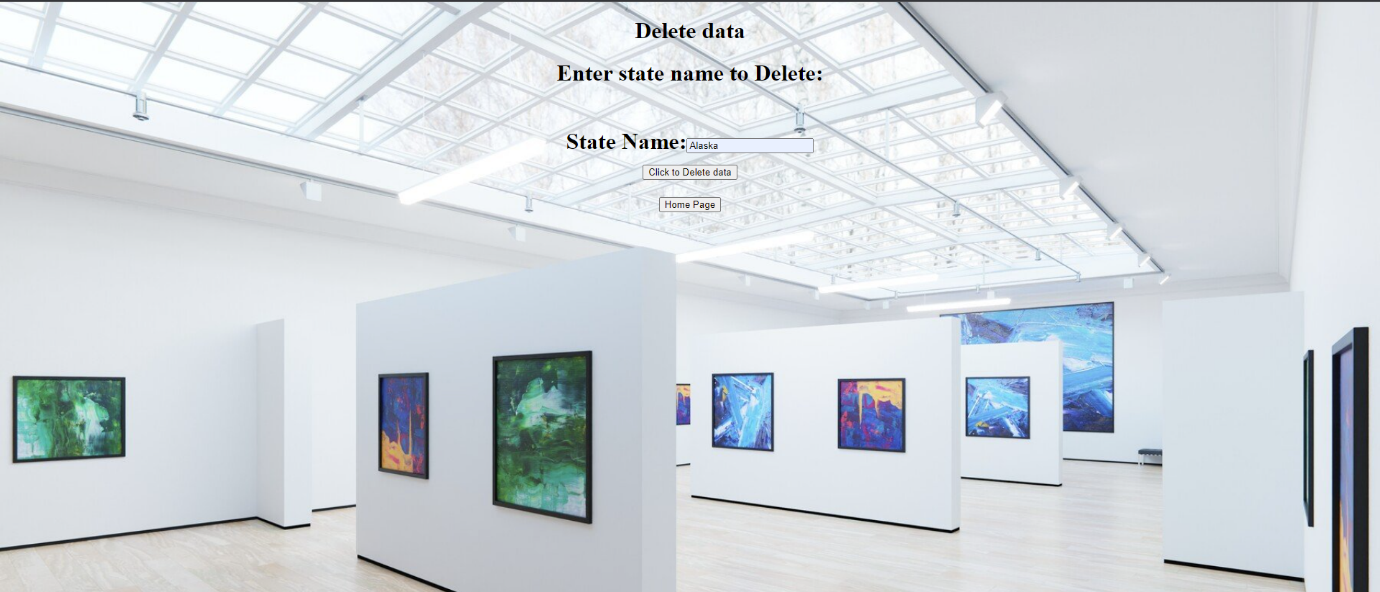 Delete data
Enter state name to Delete:
State Name: Alaska
Click to Delete data
Home Page